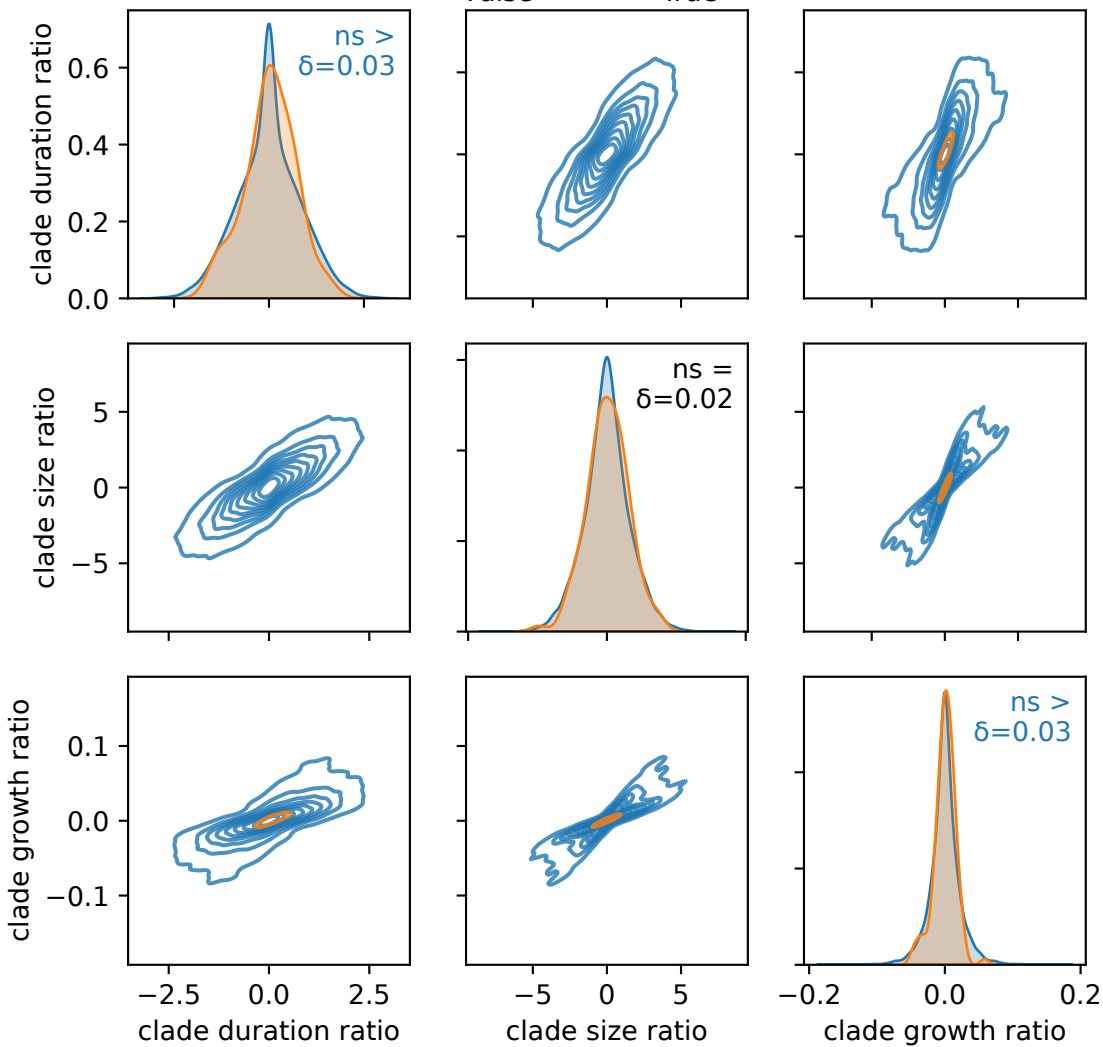 clade duration ratio
0.6
0.4
0.2
0.0
ns >
δ=0.03
clade size ratio
5
0
−5
ns =
δ=0.02
clade growth ratio
0.1
0.0
−0.1
ns >
δ=0.03
−2.5 0.0 2.5
−5 0 5
−0.2 0.0 0.2
clade duration ratio
clade size ratio
clade growth ratio